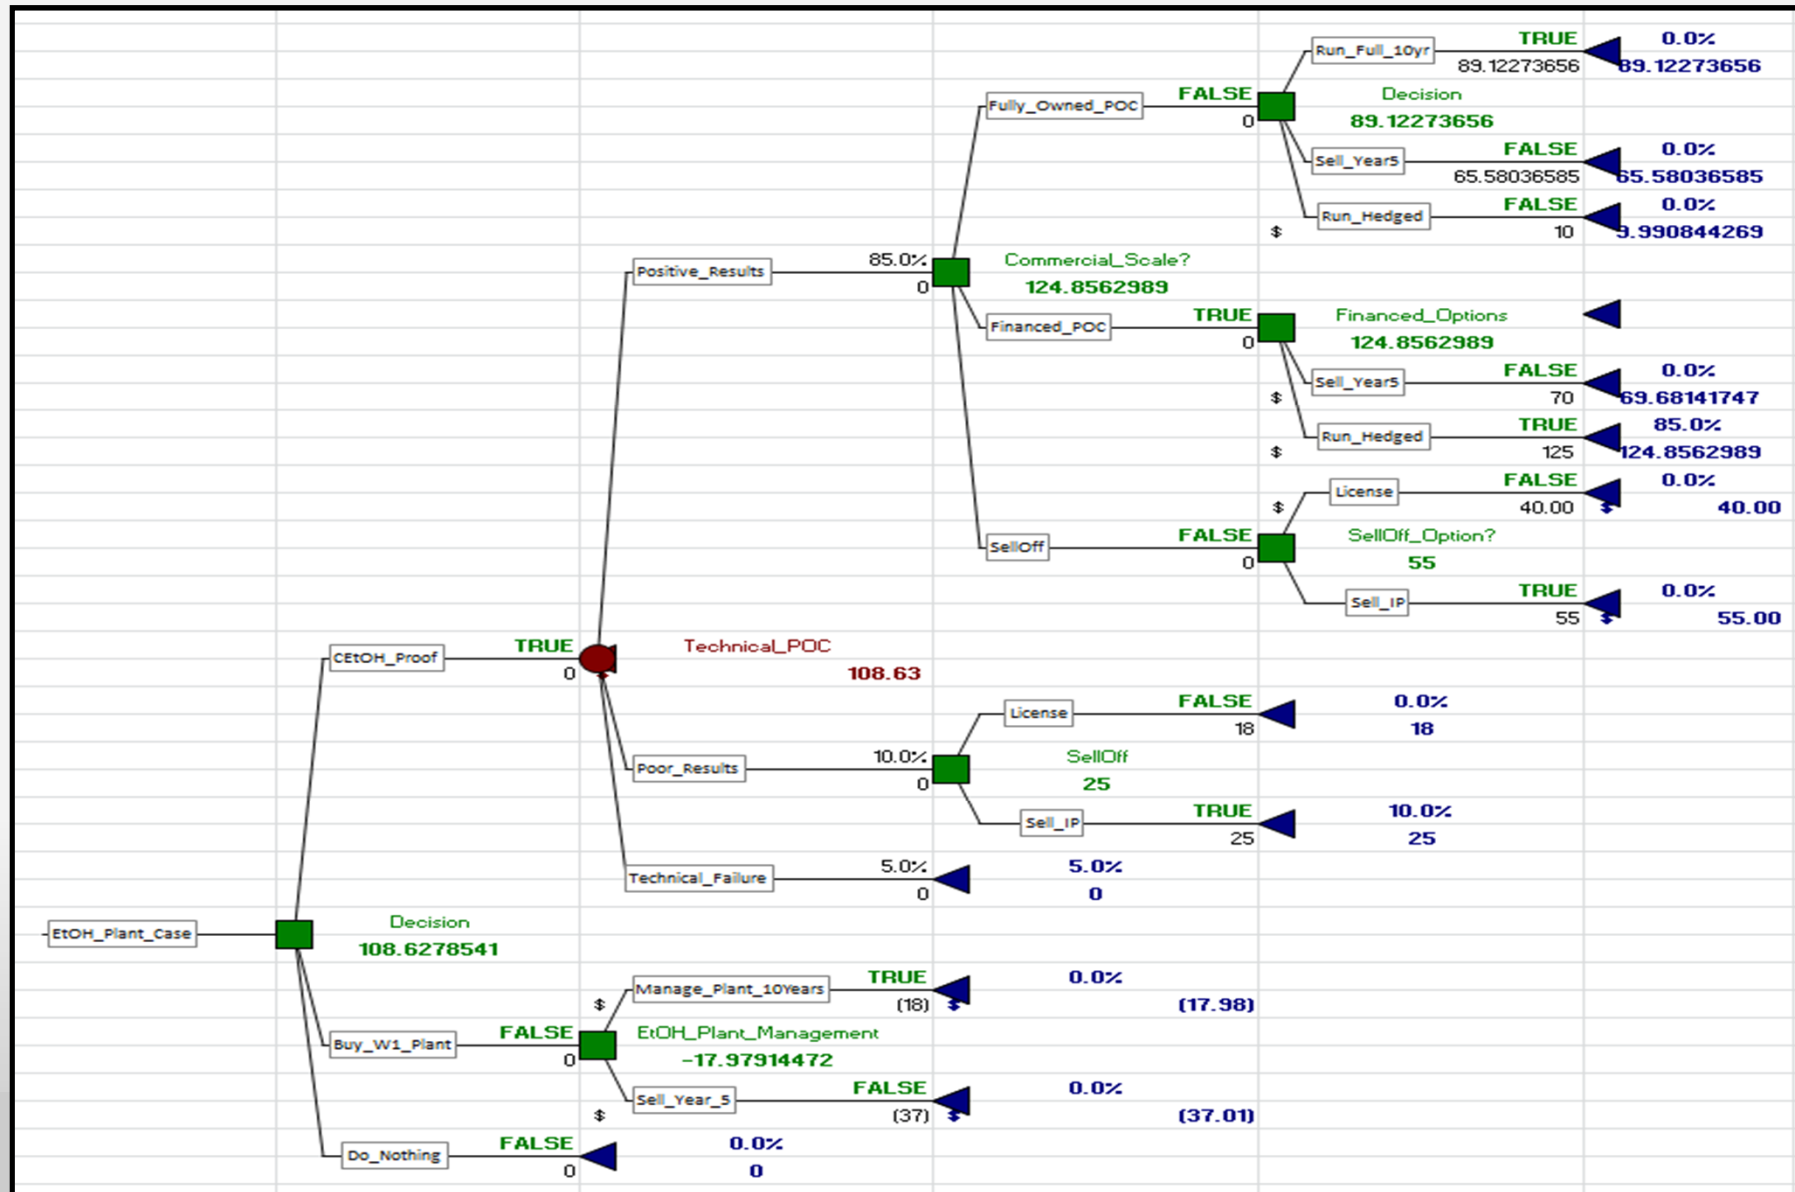 TRUE 0.0%
Run_Full_10yr
89.12273656 89.12273656
FALSE Decision
Fully_Owned_POC
0 89.12273656
FALSE 0.0%
Sell_Year5
65.58036585 65.58036585
FALSE 0.0%
Run_Hedged
$ 10 9.990844269
85.0% Commercial_Scale?
Positive_Results
0 124.8562989
TRUE Financed_Options
Financed_POC
0 124.8562989
FALSE 0.0%
Sell_Year5
$ 70 69.68141747
TRUE 85.0%
Run_Hedged
$ 125 124.8562989
FALSE 0.0%
License
$ 40.00 $ 40.00
FALSE SellOff_Option?
SellOff
0 55
TRUE 0.0%
Sell_IP
55 $ 55.00
TRUE Technical_POC
CEtOH_Proof
0 108.63
FALSE 0.0%
License
18 18
10.0% SellOff
Poor_Results
0 25
TRUE 10.0%
Sell_IP
25 25
5.0% 5.0%
Technical_Failure
0 0
Decision
EtOH_Plant_Case
108.6278541
TRUE 0.0%
Manage_Plant_10Years
$ (18) $ (17.98)
FALSE EtOH_Plant_Management
Buy_W1_Plant
0 -17.97914472
FALSE 0.0%
Sell_Year_5
$ (37) $ (37.01)
FALSE 0.0%
Do_Nothing
0 0